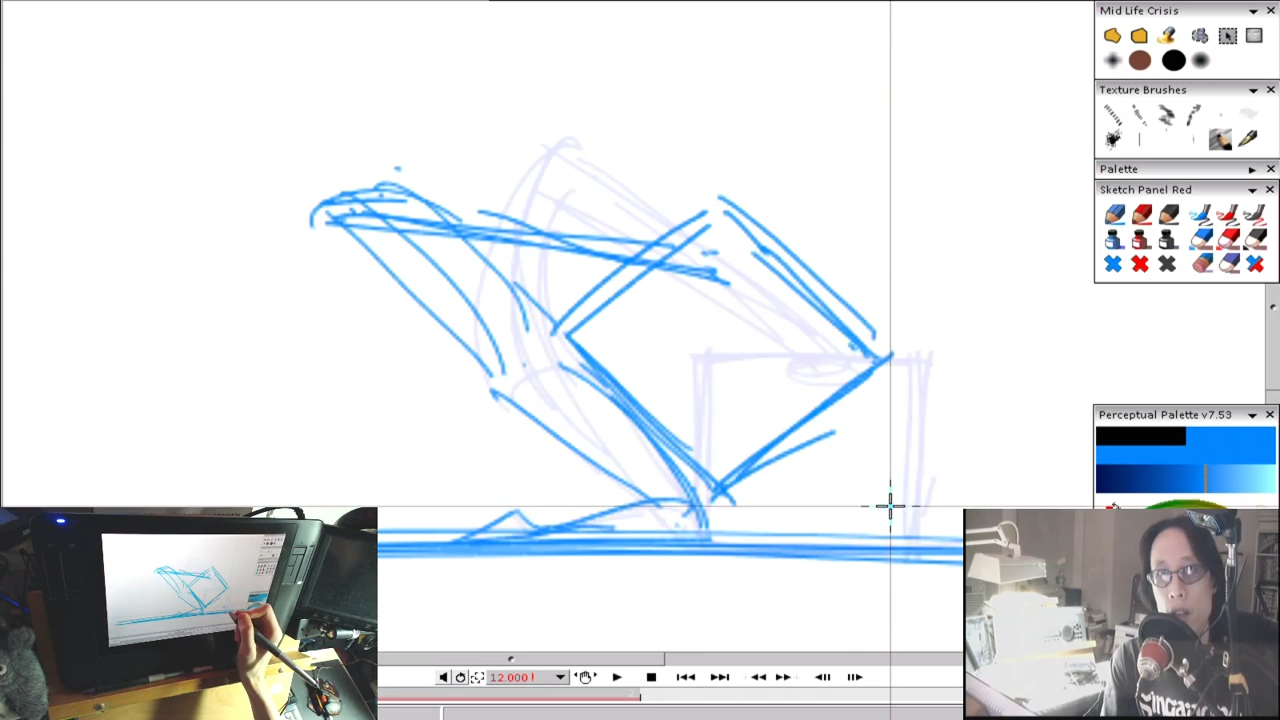 Mid Life Crisis
Texture Brushes
Palette
Sketch Panel Red
Perceptual Palette v7.53
12.000 !